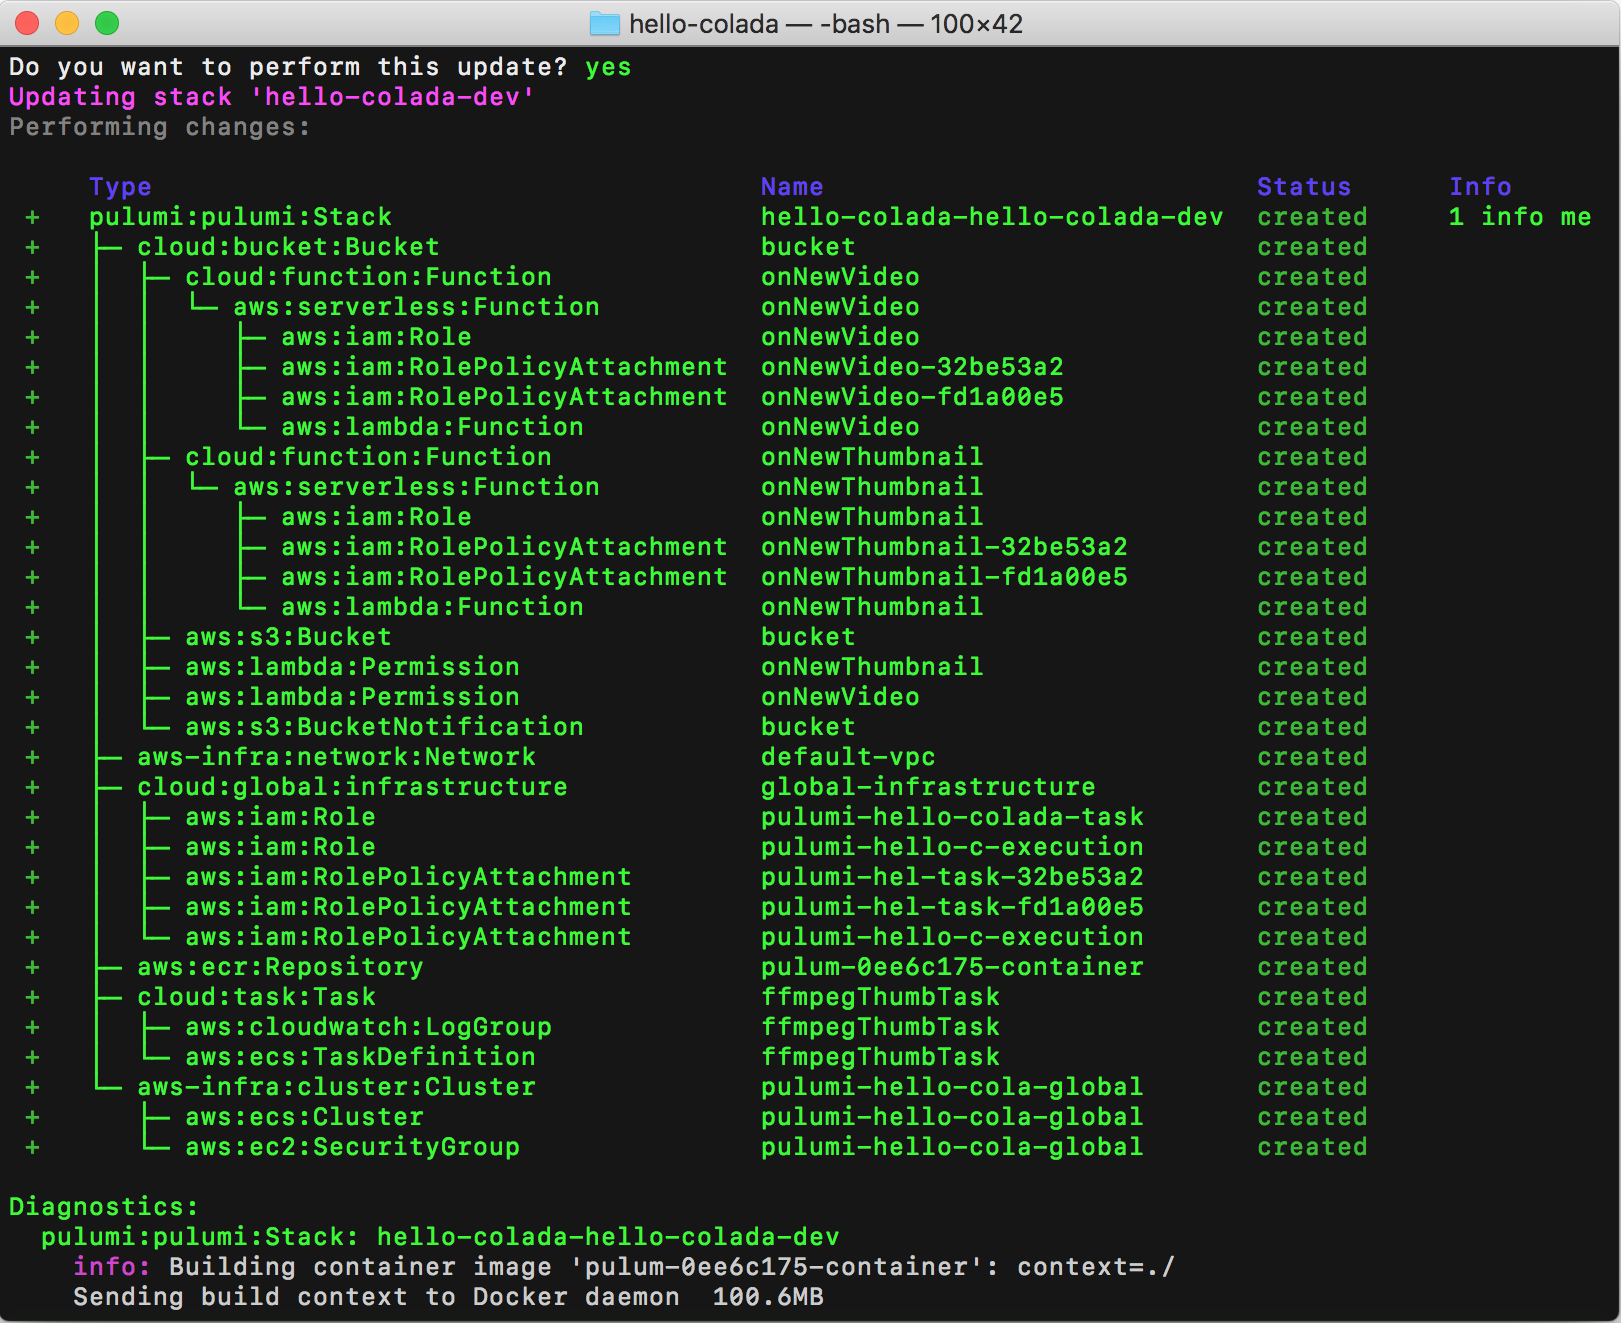 hello-colada — -bash — 100×42
Do you want to perform this update? yes
Updating stack 'hello-colada-dev'
Performing changes:
Type Name Status Info
+ pulumi:pulumi:Stack hello-colada-hello-colada-dev created 1 info me
+ ├─ cloud:bucket:Bucket bucket created
+ │  ├─ cloud:function:Function onNewVideo created
+ │  │  └─ aws:serverless:Function onNewVideo created
+ │  │     ├─ aws:iam:Role onNewVideo created
+ │  │     ├─ aws:iam:RolePolicyAttachment onNewVideo-32be53a2 created
+ │  │     ├─ aws:iam:RolePolicyAttachment onNewVideo-fd1a00e5 created
+ │  │     └─ aws:lambda:Function onNewVideo created
+ │  ├─ cloud:function:Function onNewThumbnail created
+ │  │  └─ aws:serverless:Function onNewThumbnail created
+ │  │     ├─ aws:iam:Role onNewThumbnail created
+ │  │     ├─ aws:iam:RolePolicyAttachment onNewThumbnail-32be53a2 created
+ │  │     ├─ aws:iam:RolePolicyAttachment onNewThumbnail-fd1a00e5 created
+ │  │     └─ aws:lambda:Function onNewThumbnail created
+ │  ├─ aws:s3:Bucket bucket created
+ │  ├─ aws:lambda:Permission onNewThumbnail created
+ │  ├─ aws:lambda:Permission onNewVideo created
+ │  └─ aws:s3:BucketNotification bucket created
+ ├─ aws-infra:network:Network default-vpc created
+ ├─ cloud:global:infrastructure global-infrastructure created
+ │  ├─ aws:iam:Role pulumi-hello-colada-task created
+ │  ├─ aws:iam:Role pulumi-hello-c-execution created
+ │  ├─ aws:iam:RolePolicyAttachment pulumi-hel-task-32be53a2 created
+ │  ├─ aws:iam:RolePolicyAttachment pulumi-hel-task-fd1a00e5 created
+ │  └─ aws:iam:RolePolicyAttachment pulumi-hello-c-execution created
+ ├─ aws:ecr:Repository pulum-0ee6c175-container created
+ ├─ cloud:task:Task ffmpegThumbTask created
+ │  ├─ aws:cloudwatch:LogGroup ffmpegThumbTask created
+ │  └─ aws:ecs:TaskDefinition ffmpegThumbTask created
+ └─ aws-infra:cluster:Cluster pulumi-hello-cola-global created
+    ├─ aws:ecs:Cluster pulumi-hello-cola-global created
+    └─ aws:ec2:SecurityGroup pulumi-hello-cola-global created
Diagnostics:
pulumi:pulumi:Stack: hello-colada-hello-colada-dev
info: Building container image 'pulum-0ee6c175-container': context=./
Sending build context to Docker daemon  100.6MB